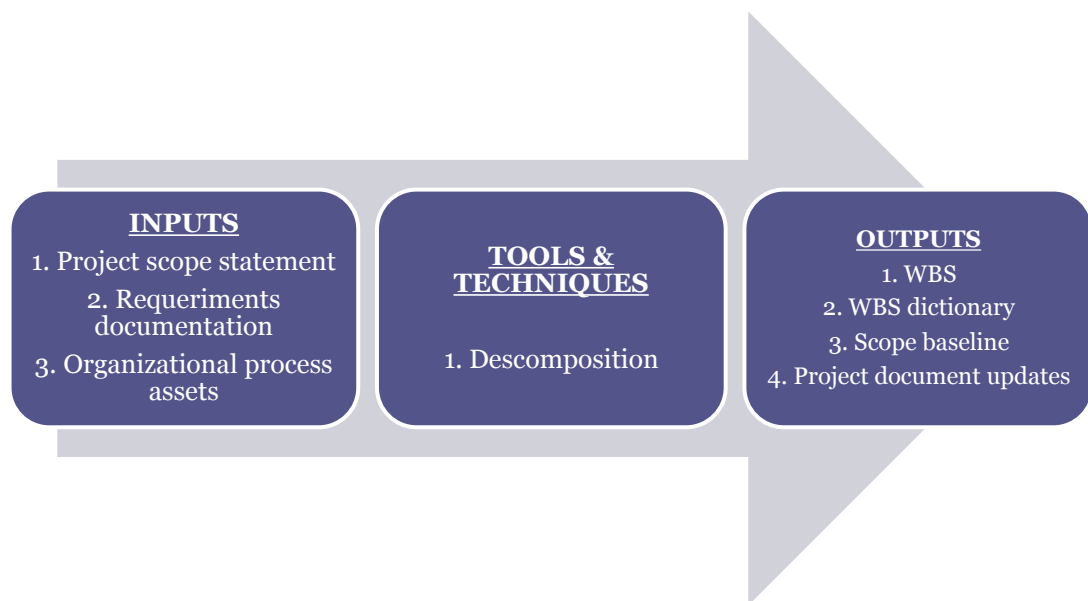 INPUTS
1. Project scope statement
2. Requeriments
documentation
3. Organizational process
assets
TOOLS &
TECHNIQUES
1. Descomposition
OUTPUTS
1. WBS
2. WBS dictionary
3. Scope baseline
4. Project document updates